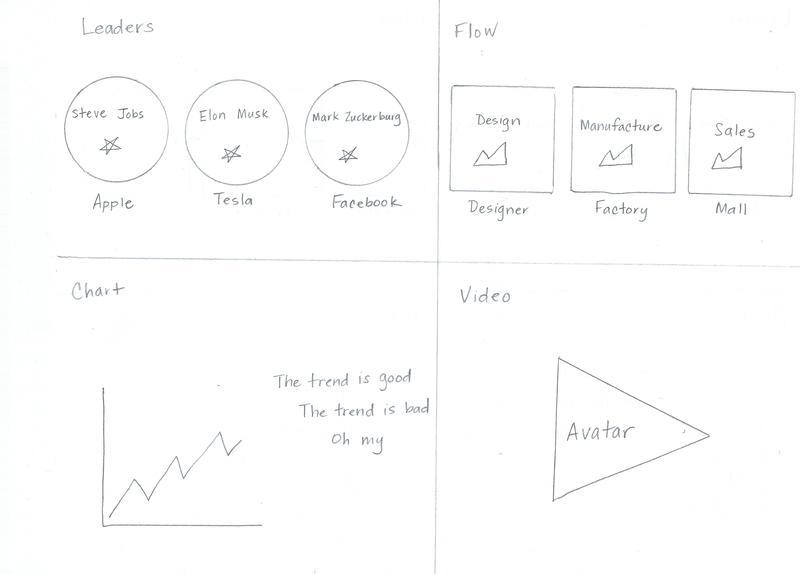 Leaders
Steve Jobs
Elon Musk
Mark Zuckerburg
Apple
Tesla
Facebook
Flow
Design
Manufacture
Sales
Designer
Factory
Mall
Chart
The trend is good
The trend is bad
Oh my
Video
Avatar